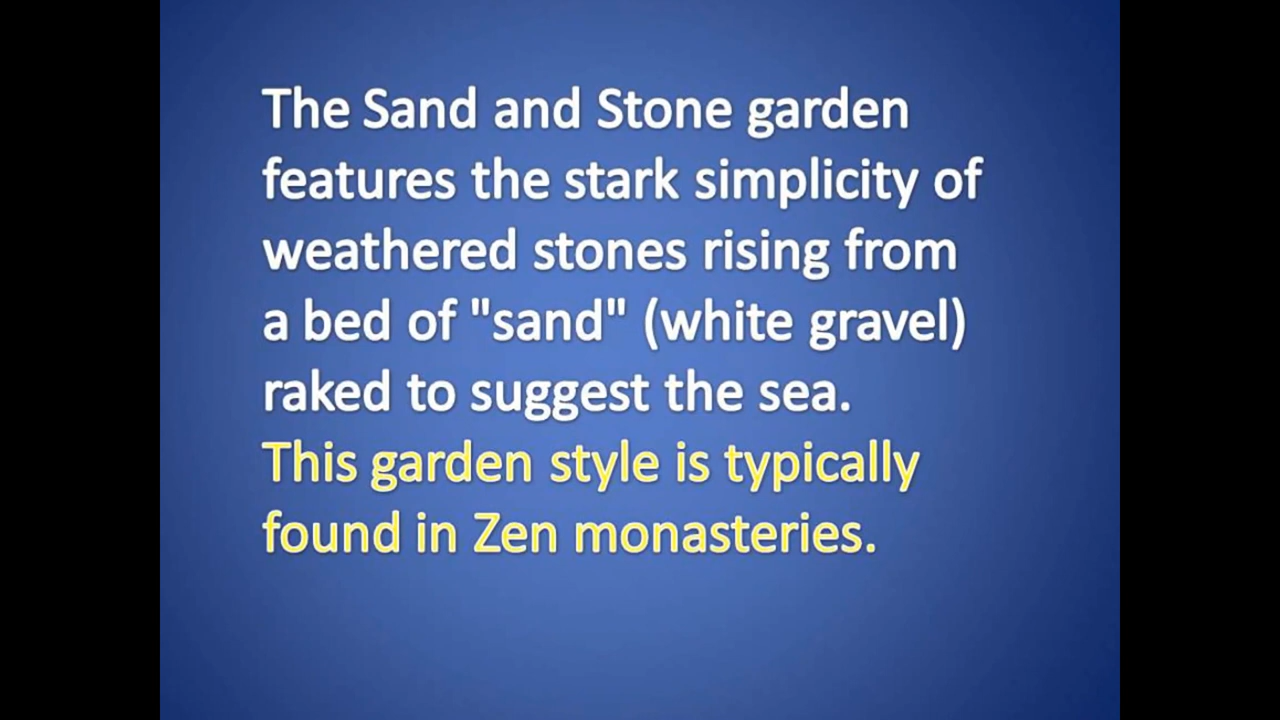 The Sand and Stone garden
features the stark simplicity of
weathered stones rising from
a bed of "sand" (white gravel)
raked to suggest the sea.
This garden style is typically
found in Zen monasteries.